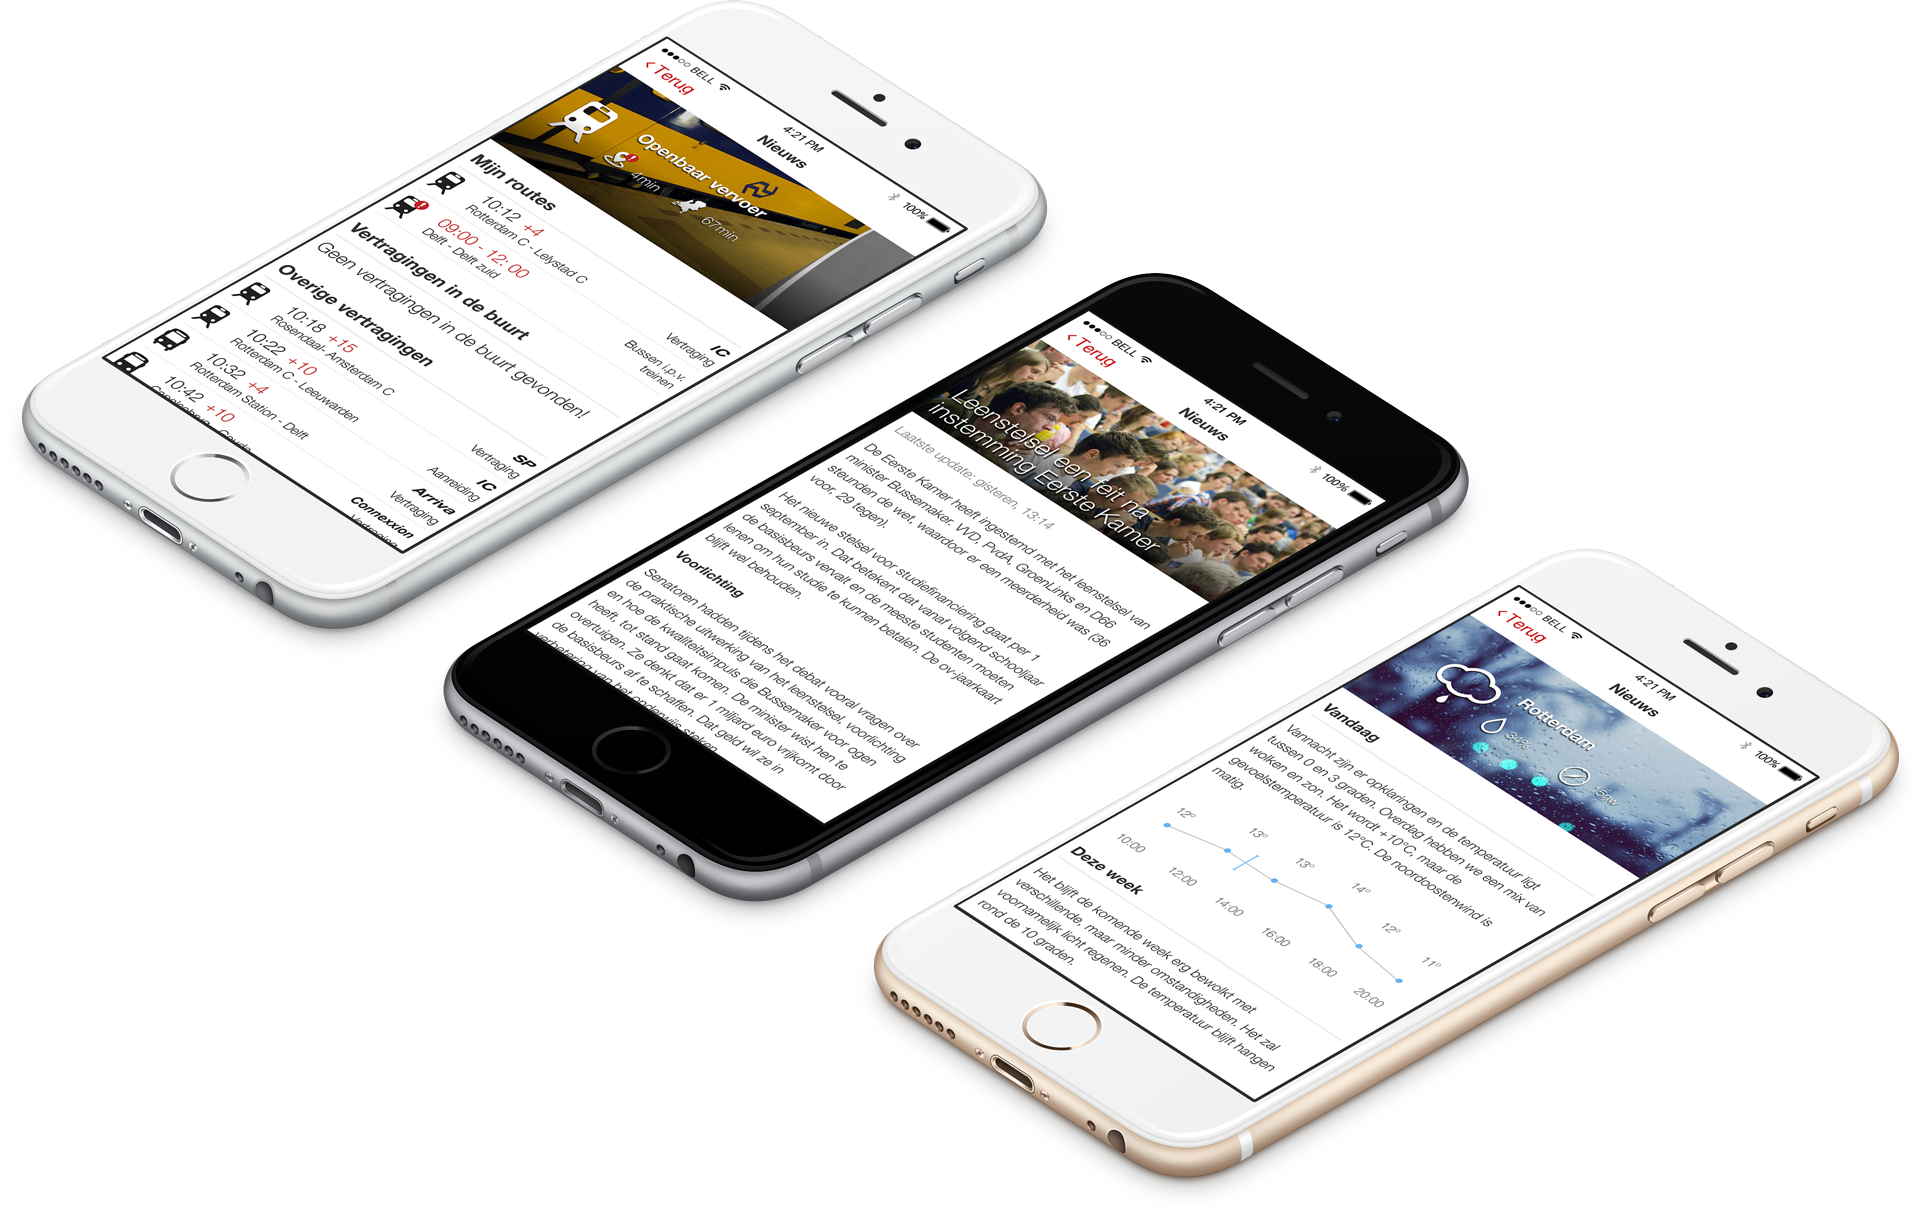 BELL
4:21 PM
100%
Terug
Nieuws
Openbaar vervoer
4min
67min
Mijn routes
10:12 +4
IC
Rotterdam C - Lelystad C
Vertraging
09:00 - 12:00
Bussen i.p.v.
treinen
Delft - Delft zuid
Vertragingen in de buurt
Geen vertragingen in de buurt gevonden!
Overige vertragingen
10:18 +15
SP
Rosendaal- Amsterdam C
Vertraging
10:22 +10
IC
Rotterdam C - Leeuwarden
Aanreiding
10:32 +4
Arriva
Rotterdam Station - Delft
Vertraging
10:42 +10
Connexxion
BELL
4:21 PM
100%
Terug
Nieuws
Leenstelsel een feit na
instemming Eerste Kamer
Laatste update: gisteren, 13:14
De Eerste Kamer heeft ingestemd met het leenstelsel van
minister Bussemaker. VVD, PvdA, GroenLinks en D66
steunden de wet, waardoor er een meerderheid was (36
voor, 29 tegen).
Het nieuwe stelsel voor studiefinanciering gaat per 1
september in. Dat betekent dat vanaf volgend schooljaar
de basisbeurs vervalt en de meeste studenten moeten
lenen om hun studie te kunnen betalen. De ov-jaarkaart
blijft wel behouden.
Voorlichting
Senatoren hadden tijdens het debat vooral vragen over
de praktische uitwerking van het leenstelsel, voorlichting
en hoe de kwaliteitsimpuls die Bussemaker voor ogen
heeft, tot stand gaat komen. De minister wist hen te
overtuigen. Ze denkt dat er 1 miljard euro vrijkomt door
de basisbeurs af te schaffen. Dat geld wil ze in
verbetering van het onderwijs steken
BELL
4:21 PM
100%
Terug
Nieuws
Rotterdam
34%
Vandaag
Vannacht zijn er opklaringen en de temperatuur ligt
tussen 0 en 3 graden. Overdag hebben we een mix van
wolken en zon. Het wordt +10°C, maar de
gevoelstemperatuur is 12°C. De noordoostenwind is
matig.
12° 13° 13° 14° 12° 11°
10:00 12:00 14:00 16:00 18:00 20:00
Deze week
Het blijft de komende week erg bewolkt met
verschillende, maar minder omstandigheden. Het zal
voornamelijk licht regenen. De temperatuur blijft hangen
rond de 10 graden.